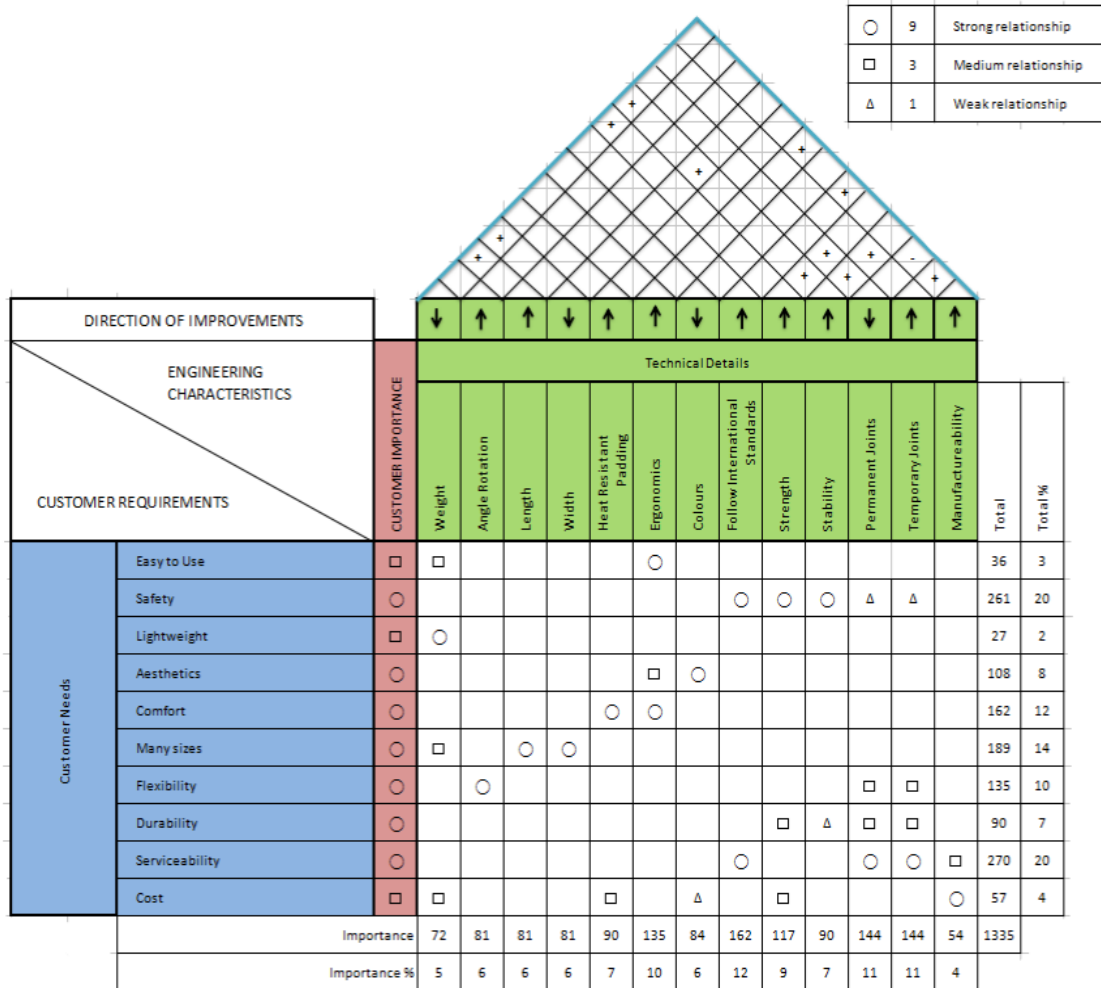 9 Strong relationship
3 Medium relationship
Δ 1 Weak relationship
+
+
+
+
+
+
+
+ + -
+ + +
DIRECTION OF IMPROVEMENTS ↓ ↑ ↑ ↓ ↑ ↑ ↓ ↑ ↑ ↑ ↓ ↑ ↑
Technical Details
ENGINEERING
CHARACTERISTICS
CUSTOMER REQUIREMENTS
CUSTOMER IMPORTANCE
Weight
Angle Rotation
Length
Width
Heat Resistant
Padding
Ergonomics
Colours
Follow International
Standards
Strength
Stability
Permanent Joints
Temporary Joints
Manufactureability
Total
Total %
Customer Needs
Easy to Use □ □ ○ 36 3
Safety ○ ○ ○ ○ Δ Δ 261 20
Lightweight □ ○ 27 2
Aesthetics ○ □ ○ 108 8
Comfort ○ ○ ○ 162 12
Many sizes ○ □ ○ ○ 189 14
Flexibility ○ ○ □ □ 135 10
Durability ○ □ Δ □ □ 90 7
Serviceability ○ ○ ○ ○ □ 270 20
Cost □ □ □ Δ □ ○ 57 4
Importance 72 81 81 81 90 135 84 162 117 90 144 144 54 1335
Importance % 5 6 6 6 7 10 6 12 9 7 11 11 4